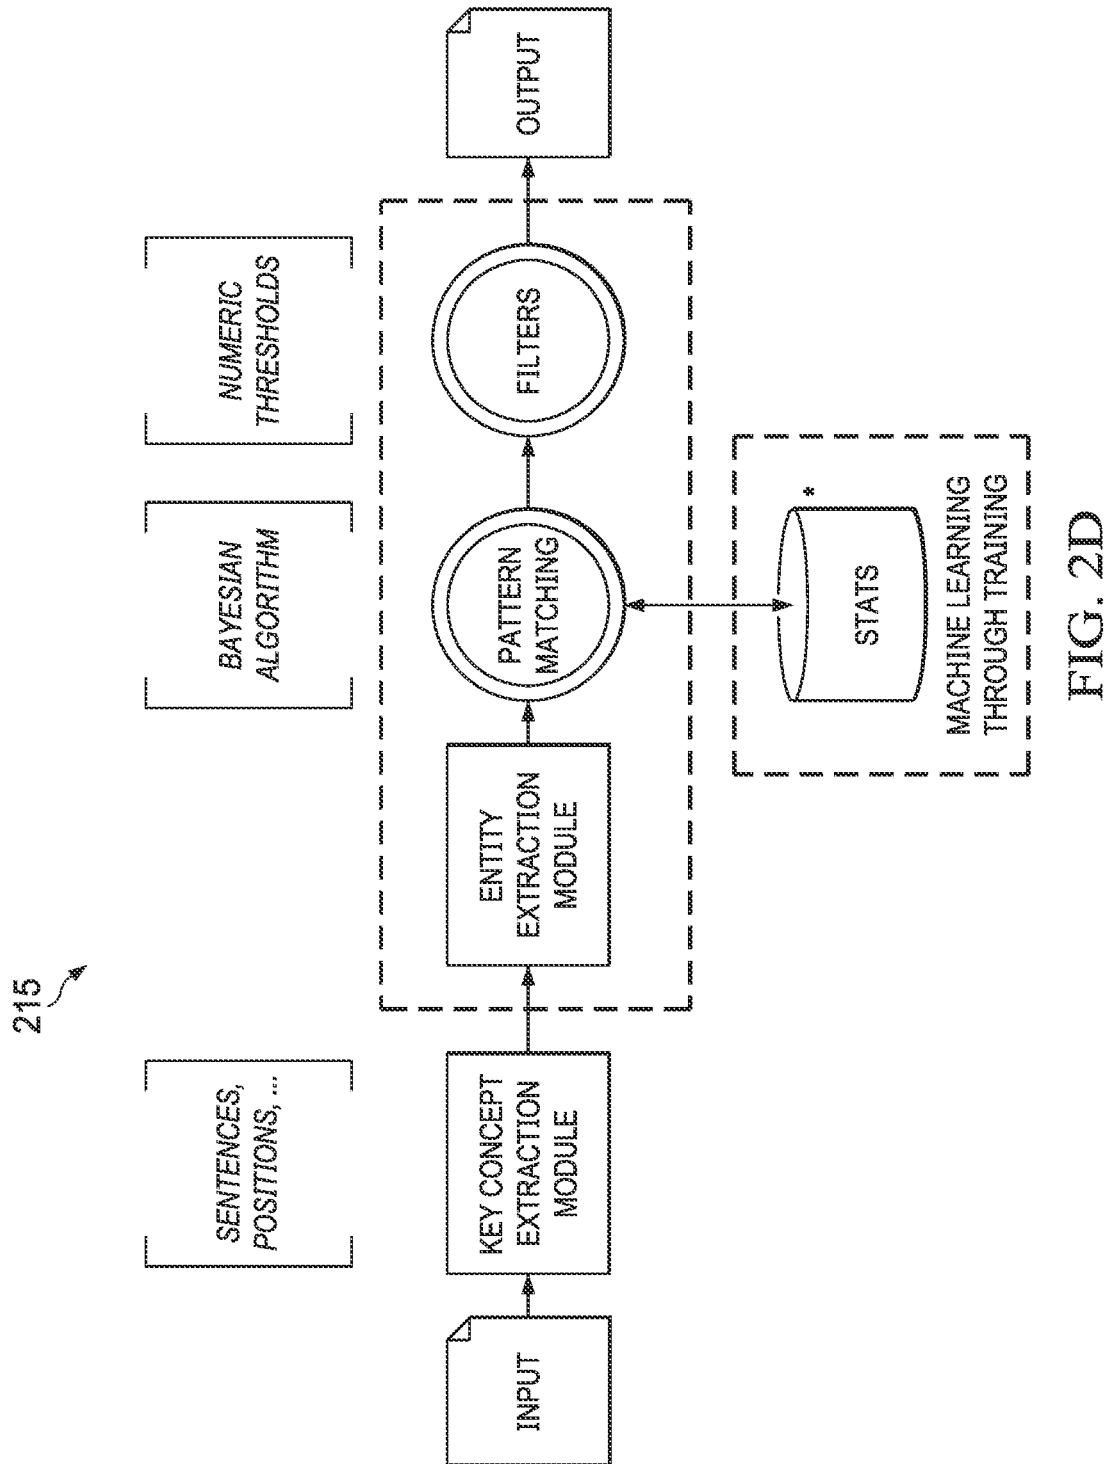 215
SENTENCES,
POSITIONS, ...
BAYESIAN
ALGORITHM
NUMERIC
THRESHOLDS
INPUT
KEY CONCEPT
EXTRACTION
MODULE
ENTITY
EXTRACTION
MODULE
PATTERN
MATCHING
FILTERS
OUTPUT
*
STATS
MACHINE LEARNING
THROUGH TRAINING
FIG. 2D